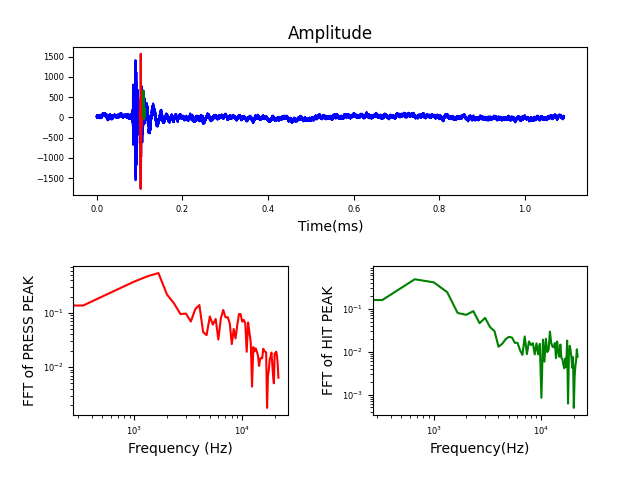 Amplitude
1500
1000
500
0
−500
−1000
−1500
0.0 0.2 0.4 0.6 0.8 1.0
Time(ms)
FFT of PRESS PEAK
10⁻¹
10⁻²
10³ 10⁴
Frequency (Hz)
FFT of HIT PEAK
10⁻¹
10⁻²
10⁻³
10³ 10⁴
Frequency(Hz)